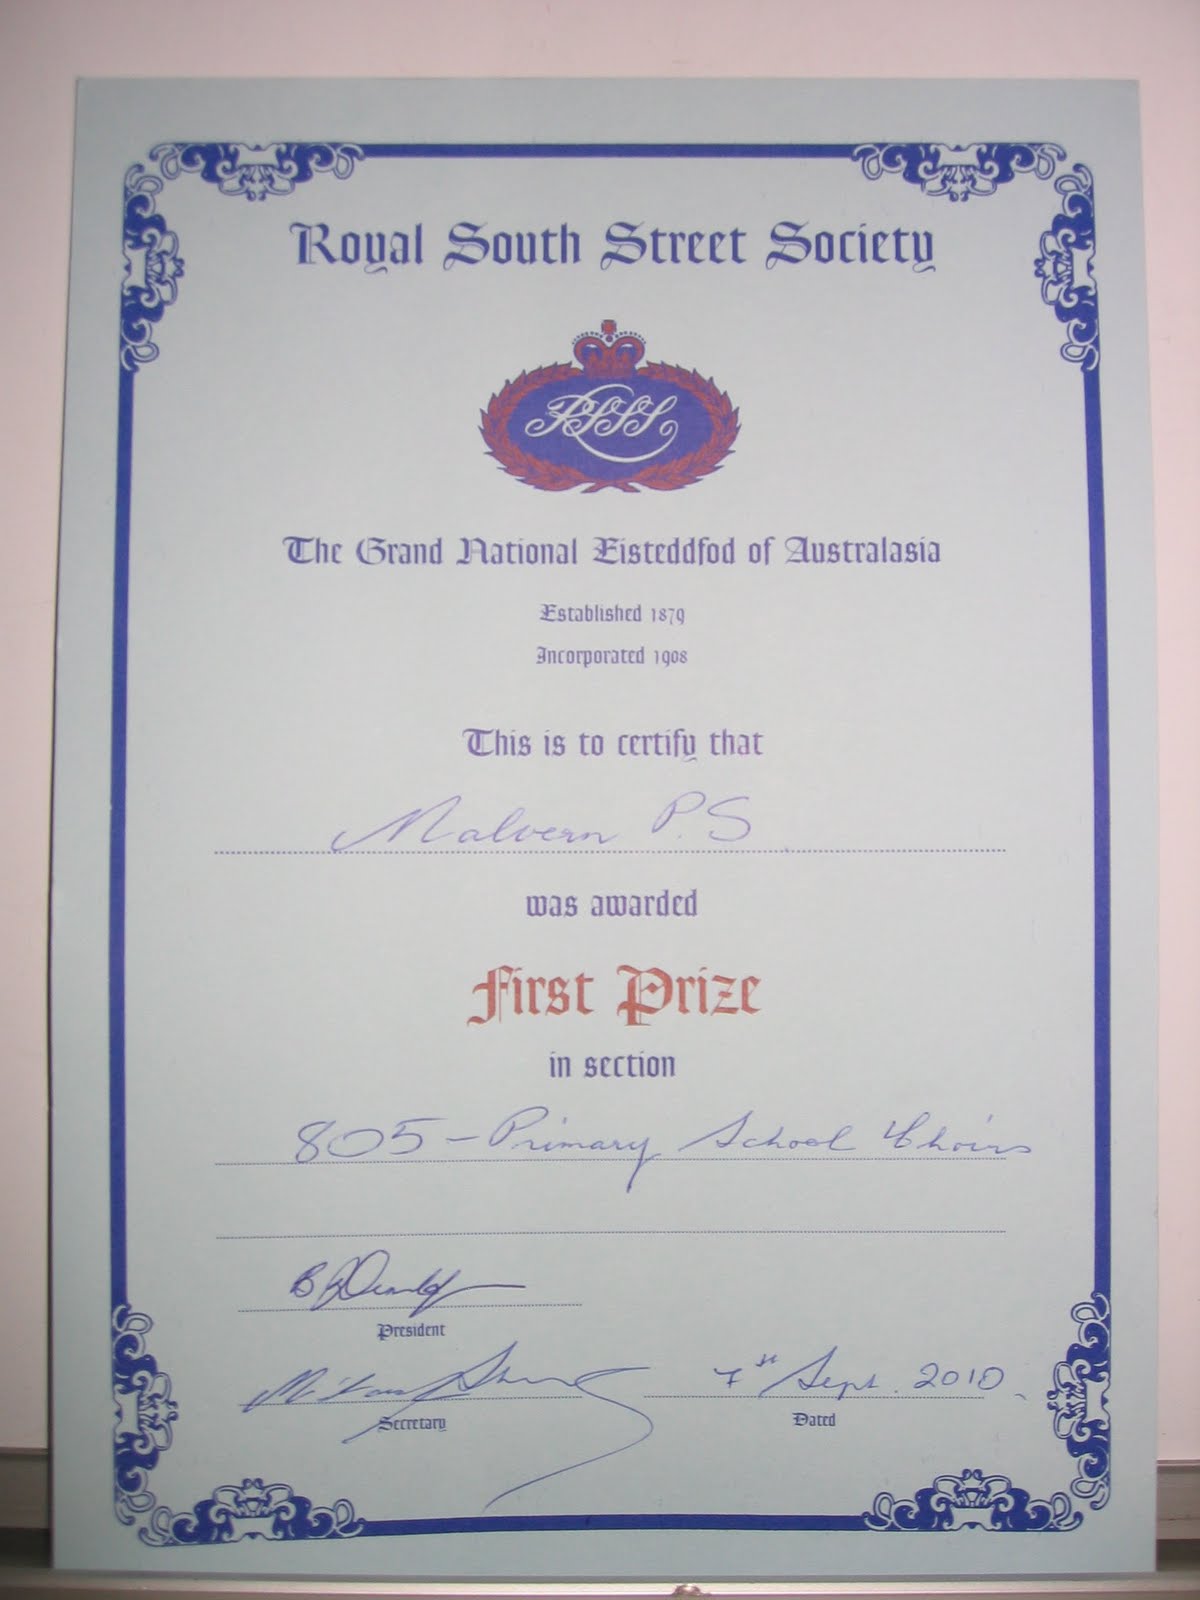 Royal South Street Society
RSSS
The Grand National Eisteddfod of Australasia
Established 1879
Incorporated 1908
This is to certify that
Malvern P.S
was awarded
First Prize
in section
805 - Primary School Choirs
President
Secretary
Sept. 2010
Dated